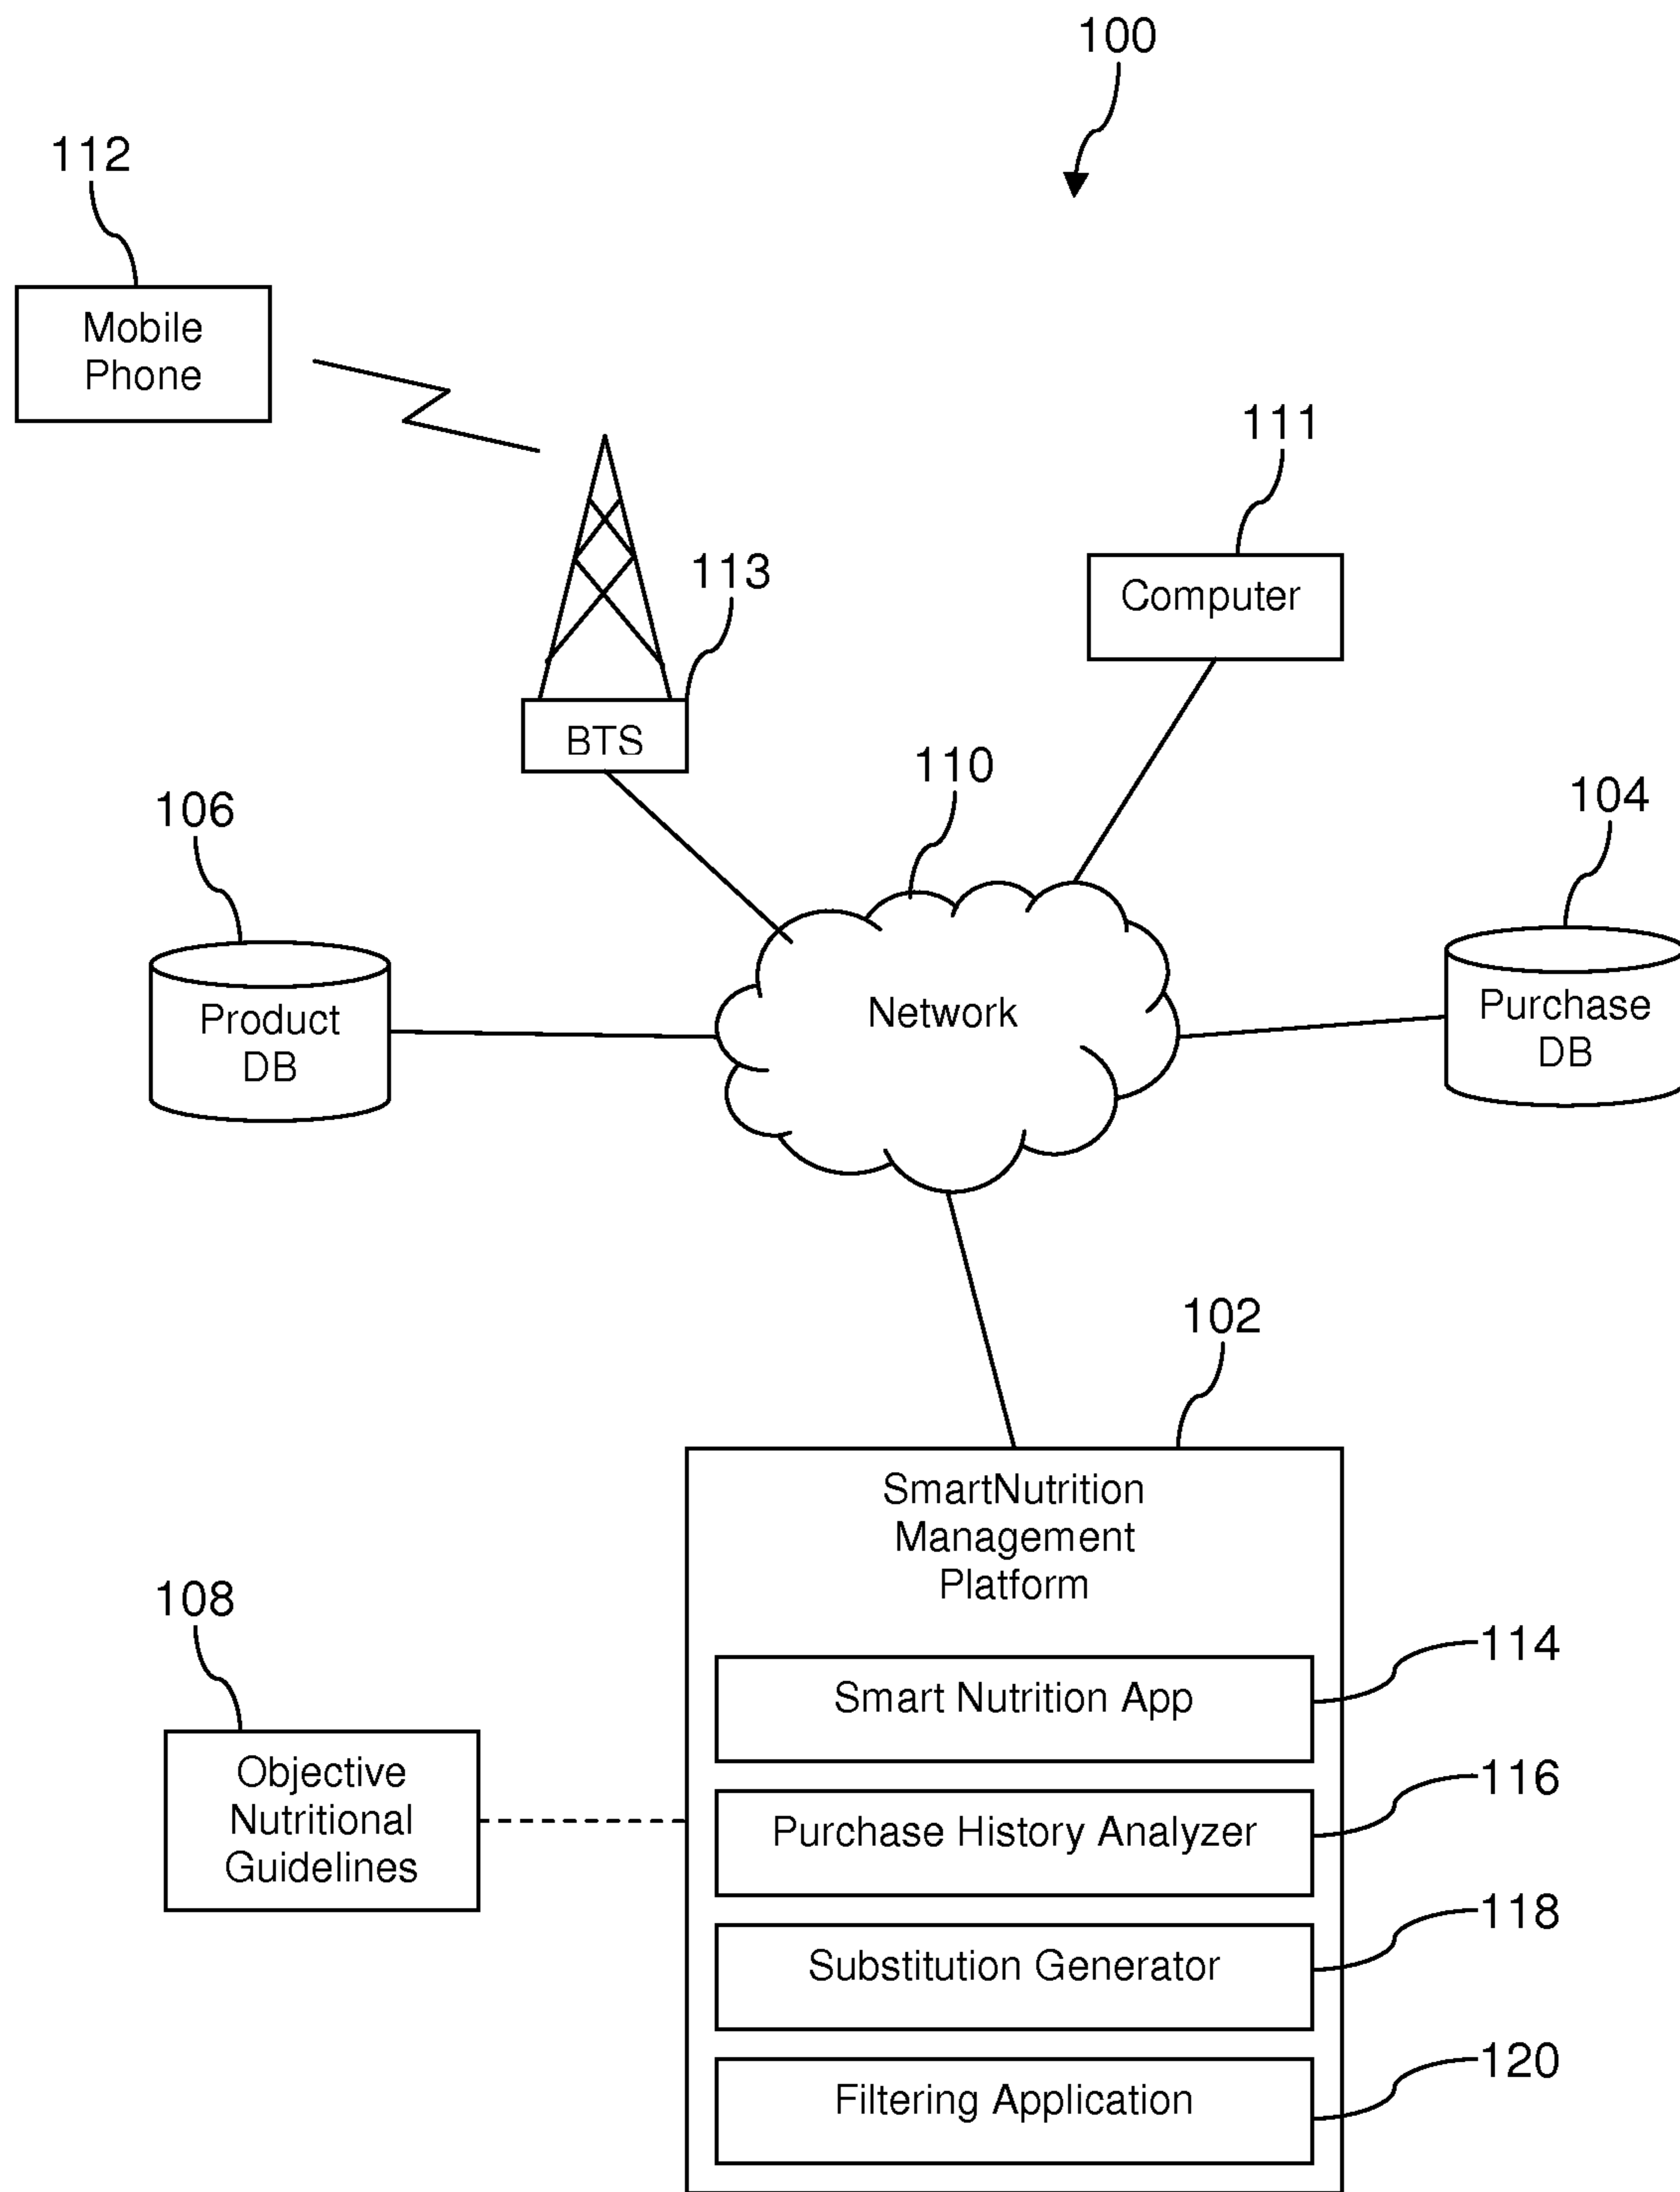 100
112
Mobile
Phone
111
Computer
113
BTS
110
106
104
Product
DB
Network
Purchase
DB
102
SmartNutrition
Management
Platform
108
Objective
Nutritional
Guidelines
114
Smart Nutrition App
116
Purchase History Analyzer
118
Substitution Generator
120
Filtering Application